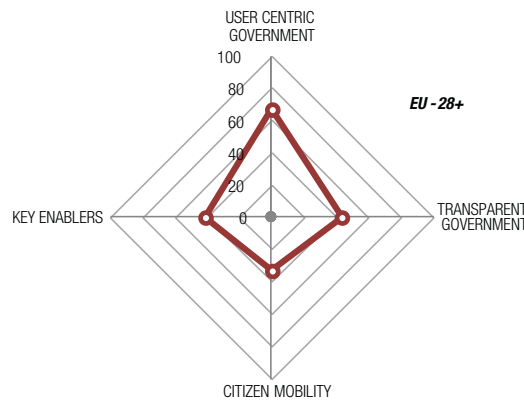 USER CENTRIC
GOVERNMENT
100
80
EU - 28+
60
40
20
KEY ENABLERS
0
TRANSPARENT
GOVERNMENT
CITIZEN MOBILITY